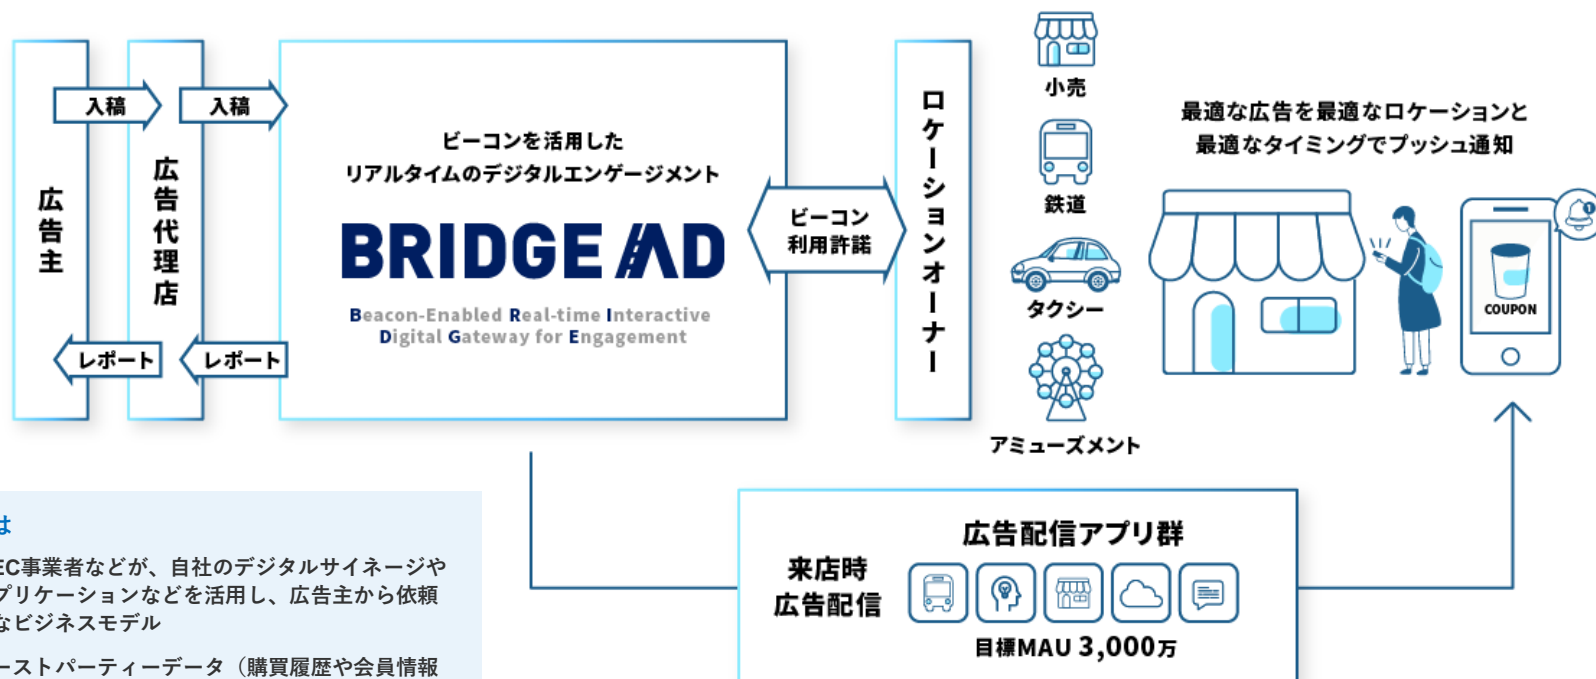 広告主
入稿
レポート
広告代理店
入稿
レポート
ビーコンを活用した
リアルタイムのデジタルエンゲージメント
BRIDGE AD
Beacon-Enabled Real-time Interactive
Digital Gateway for Engagement
ビーコン
利用許諾
ロケーションオーナー
小売
鉄道
タクシー
アミューズメント
最適な広告を最適なロケーションと
最適なタイミングでプッシュ通知
1
COUPON
来店時
広告配信
広告配信アプリ群
目標MAU 3,000万
は
EC事業者などが、自社のデジタルサイネージや
プリケーションなどを活用し、広告主から依頼
なビジネスモデル
ーストパーティーデータ（購買履歴や会員情報